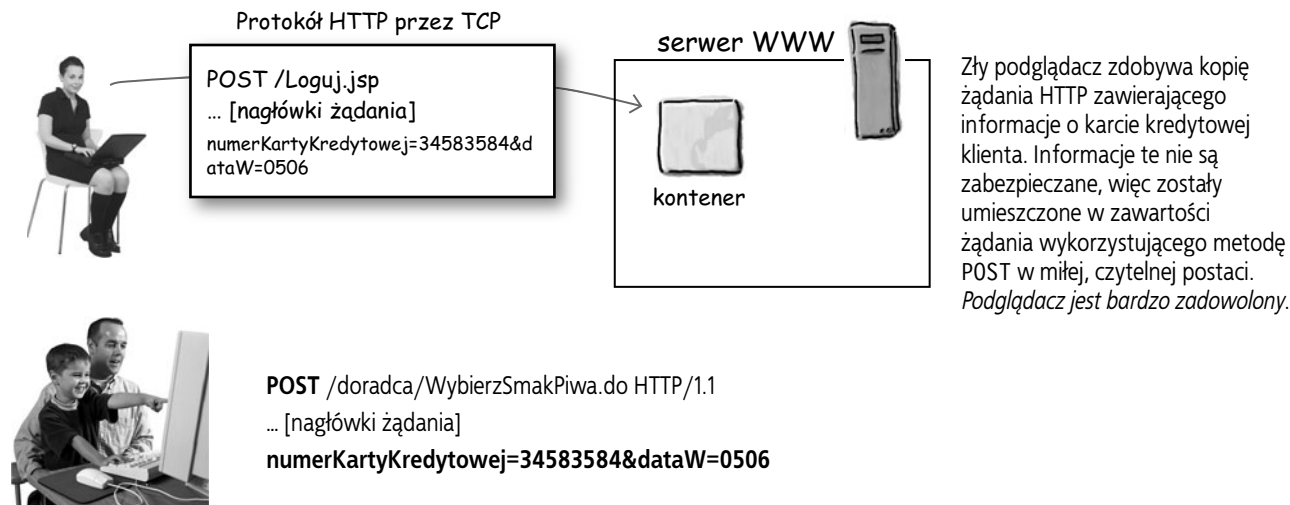 Protokół HTTP przez TCP
POST /Loguj.jsp
... [nagłówki żądania]
numerKartyKredytowej=34583584&d
ataW=0506
serwer WWW
kontener
Zły podglądacz zdobywa kopię
żądania HTTP zawierającego
informacje o karcie kredytowej
klienta. Informacje te nie są
zabezpieczane, więc zostały
umieszczone w zawartości
żądania wykorzystującego metodę
POST w miłej, czytelnej postaci.
Podglądacz jest bardzo zadowolony.
POST /doradca/WybierzSmakPiwa.do HTTP/1.1
... [nagłówki żądania]
numerKartyKredytowej=34583584&dataW=0506